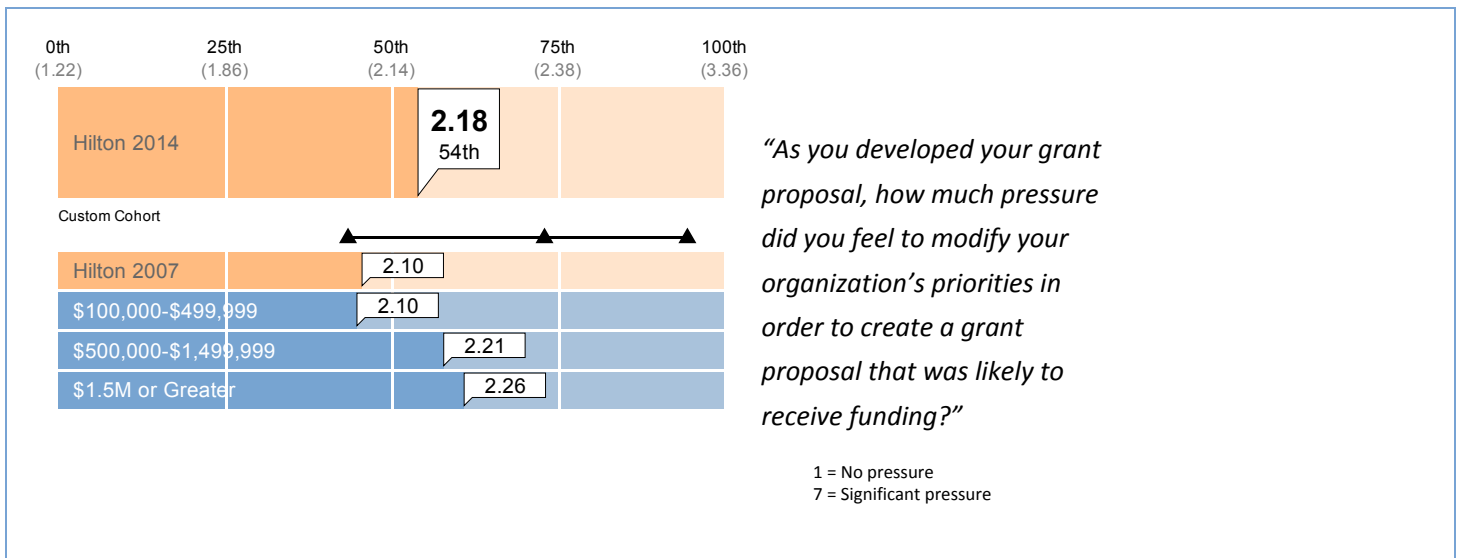 0th 25th 50th 75th 100th
(1.22) (1.86) (2.14) (2.38) (3.36)
Hilton 2014
2.18
54th
Custom Cohort
Hilton 2007 2.10
$100,000-$499,999 2.10
$500,000-$1,499,999 2.21
$1.5M or Greater 2.26
“As you developed your grant
proposal, how much pressure
did you feel to modify your
organization’s priorities in
order to create a grant
proposal that was likely to
receive funding?”
1 = No pressure
7 = Significant pressure